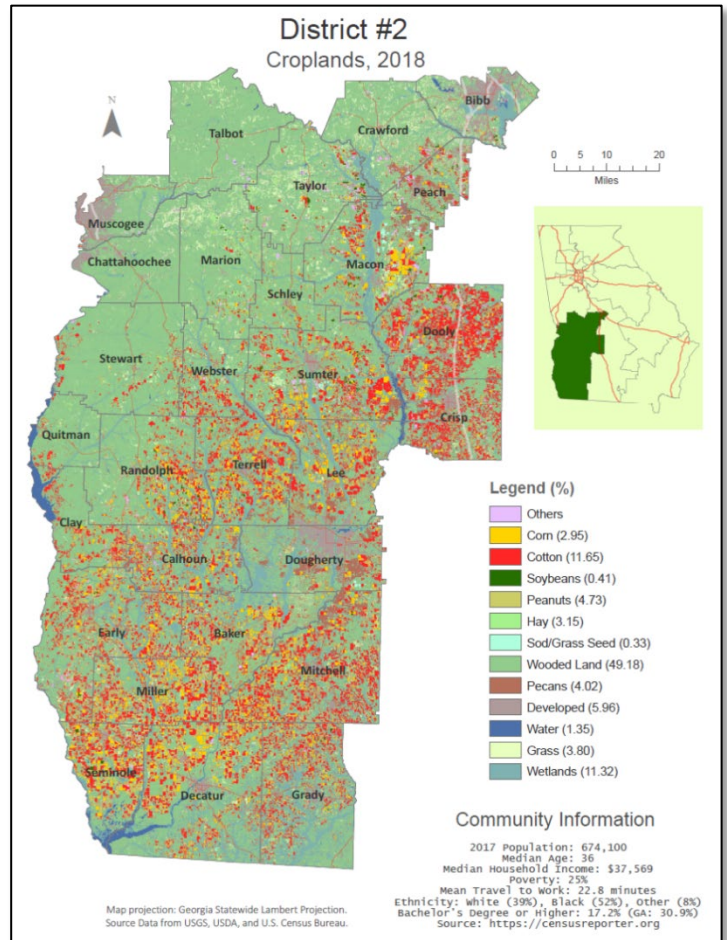 District #2
Croplands, 2018
N
Bibb
Talbot
Crawford
Taylor
Peach
Muscogee
Chattahoochee
Marion
Macon
Schley
Dooly
Stewart
Webster
Sumter
Crisp
Quitman
Randolph
Terrell
Lee
Clay
Calhoun
Dougherty
Early
Baker
Mitchell
Miller
Seminole
Decatur
Grady
0 5 10 20
Miles
Legend (%)
Others
Corn (2.95)
Cotton (11.65)
Soybeans (0.41)
Peanuts (4.73)
Hay (3.15)
Sod/Grass Seed (0.33)
Wooded Land (49.18)
Pecans (4.02)
Developed (5.96)
Water (1.35)
Grass (3.80)
Wetlands (11.32)
Community Information
2017 Population: 674,100
Median Age: 36
Median Household Income: $37,569
Poverty: 25%
Mean Travel to Work: 22.8 minutes
Ethnicity: White (39%), Black (52%), Other (8%)
Bachelor's Degree or Higher: 17.2% (GA: 30.9%)
Source: https://censusreporter.org
Map projection: Georgia Statewide Lambert Projection.
Source Data from USGS, USDA, and U.S. Census Bureau.